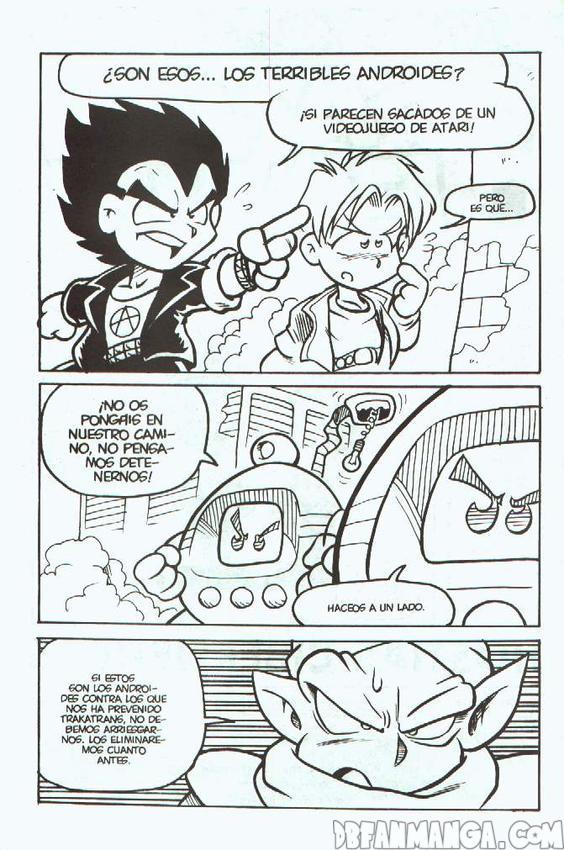 ¿SON ESOS... LOS TERRIBLES ANDROIDES?
¡SI PARECEN SACADOS DE UN
VIDEOJUEGO DE ATARI!
PERO
ES QUE...
A
¡NO OS
PONGAIS EN
NUESTRO CAMI-
NO, NO PENSA-
MOS DETE-
NERNOS!
HACEOS A UN LADO.
SI ESTOS
SON LOS ANDROI-
DES CONTRA LOS QUE
NOS HA PREVENIDO
TRAKATRANS, NO DE-
BEMOS ARRIESGAR-
NOS. LOS ELIMINARE-
MOS CUANTO
ANTES.
DBFANMANGA.COM